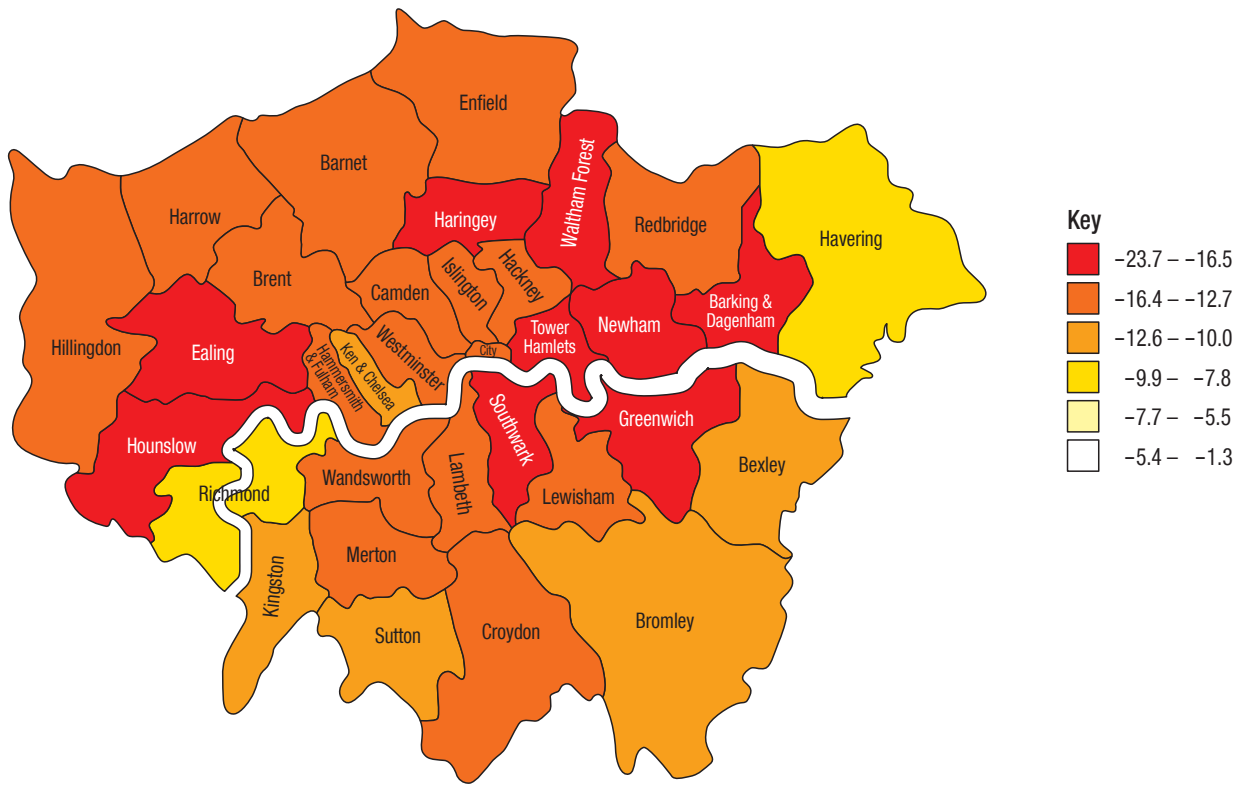 Enfield
Barnet
Waltham Forest
Harrow
Haringey
Redbridge
Havering
Brent
Camden
Islington
Hackney
Hillingdon
Ealing
Hammersmith
& Fulham
Ken & Chelsea
Westminster
City
Tower
Hamlets
Newham
Barking &
Dagenham
Hounslow
Southwark
Greenwich
Richmond
Wandsworth
Lambeth
Lewisham
Bexley
Merton
Kingston
Sutton
Croydon
Bromley
Key
−23.7 – −16.5
−16.4 – −12.7
−12.6 – −10.0
−9.9 – −7.8
−7.7 – −5.5
−5.4 – −1.3